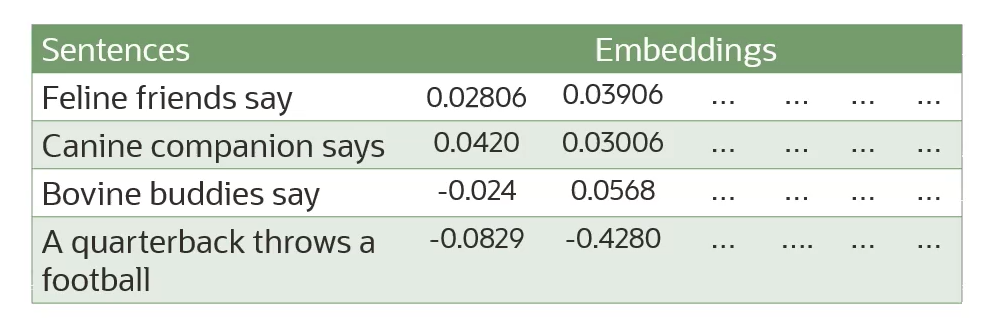 Sentences Embeddings
Feline friends say 0.02806 0.03906 ... ... ... ...
Canine companion says 0.0420 0.03006 ... ... ... ...
Bovine buddies say -0.024 0.0568 ... ... ... ...
A quarterback throws a -0.0829 -0.4280 ... .... ... ...
football